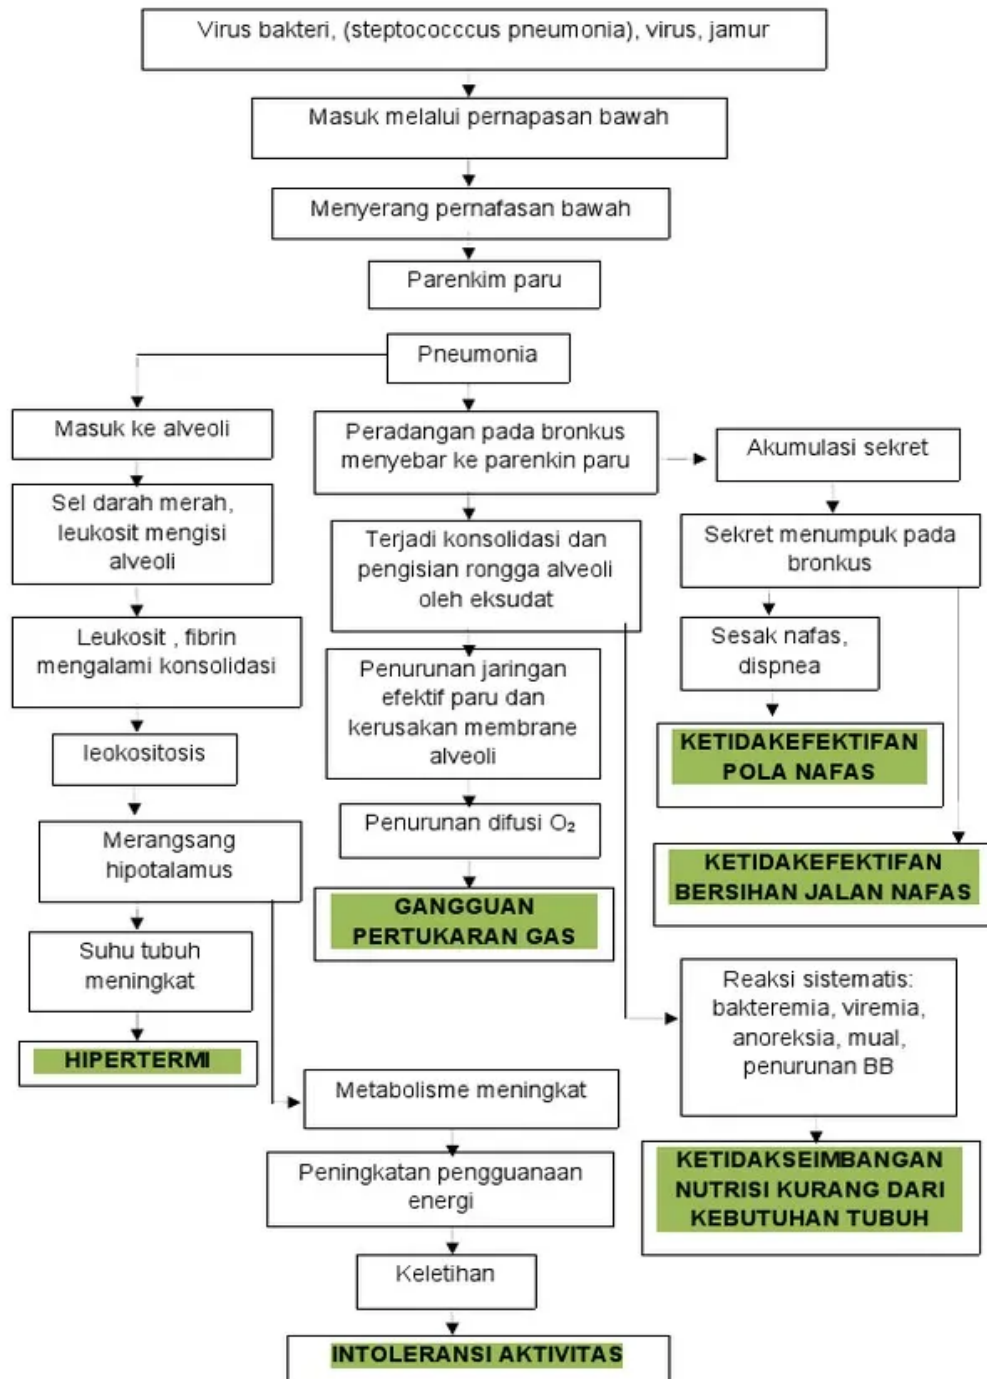 Virus bakteri, (steptococccus pneumonia), virus, jamur
Masuk melalui pernapasan bawah
Menyerang pernafasan bawah
Parenkim paru
Pneumonia
Masuk ke alveoli
Sel darah merah,
leukosit mengisi
alveoli
Leukosit , fibrin
mengalami konsolidasi
leokositosis
Merangsang
hipotalamus
Suhu tubuh
meningkat
HIPERTERMI
Peradangan pada bronkus
menyebar ke parenkin paru
Terjadi konsolidasi dan
pengisian rongga alveoli
oleh eksudat
Penurunan jaringan
efektif paru dan
kerusakan membrane
alveoli
Penurunan difusi O₂
GANGGUAN
PERTUKARAN GAS
Akumulasi sekret
Sekret menumpuk pada
bronkus
Sesak nafas,
dispnea
KETIDAKEFEKTIFAN
POLA NAFAS
KETIDAKEFEKTIFAN
BERSIHAN JALAN NAFAS
Reaksi sistematis:
bakteremia, viremia,
anoreksia, mual,
penurunan BB
KETIDAKSEIMBANGAN
NUTRISI KURANG DARI
KEBUTUHAN TUBUH
Metabolisme meningkat
Peningkatan pengguanaan
energi
Keletihan
INTOLERANSI AKTIVITAS